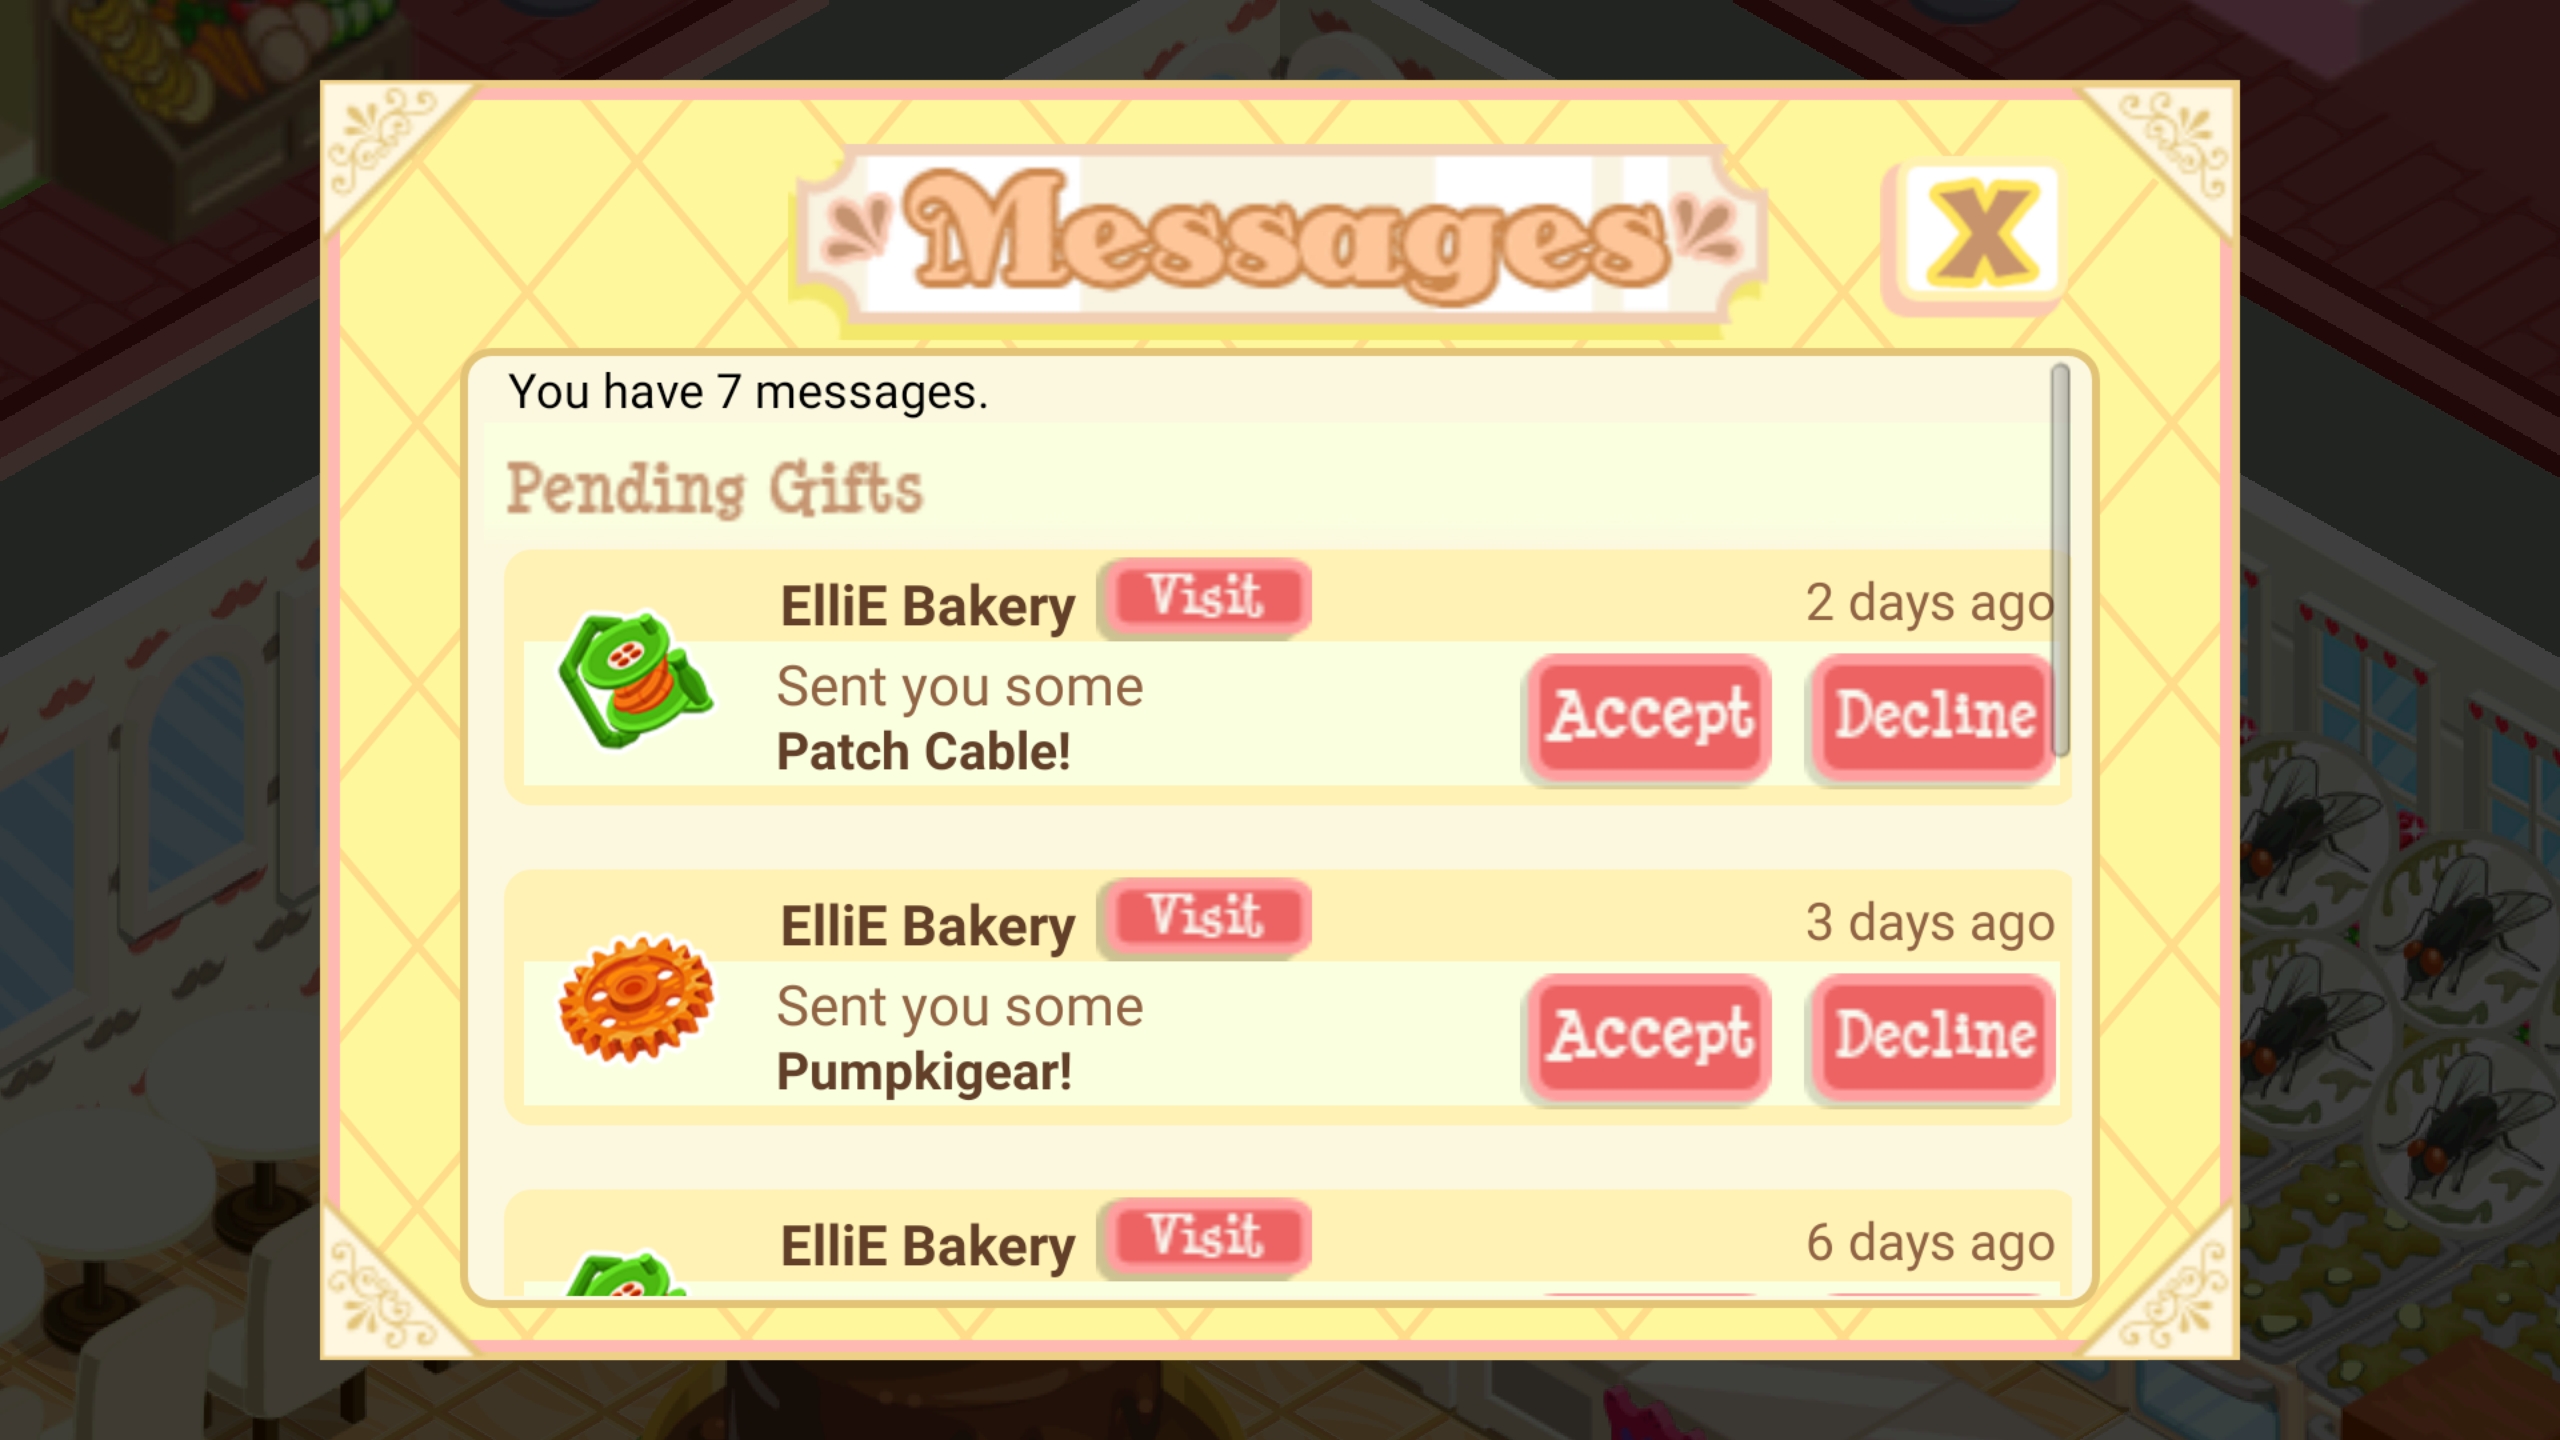 Messages
X
You have 7 messages.
Pending Gifts
ElliE Bakery Visit 2 days ago
Sent you some
Patch Cable!
Accept Decline
ElliE Bakery Visit 3 days ago
Sent you some
Pumpkigear!
Accept Decline
ElliE Bakery Visit 6 days ago